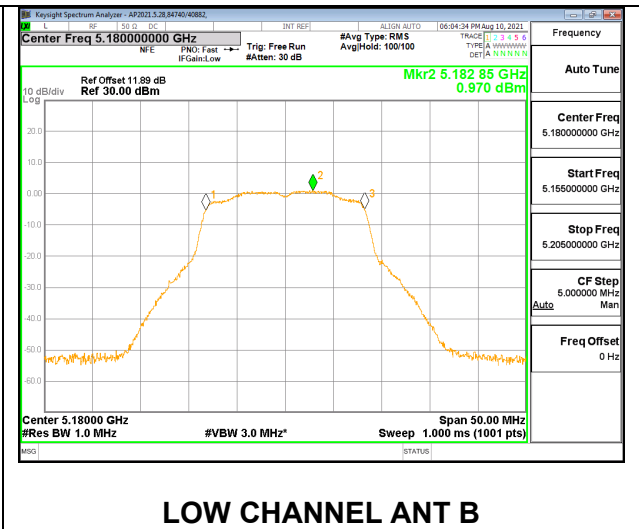 Keysight Spectrum Analyzer - AP2021.5.28,84740/40882,
L RF 50 Ω DC INT REF ALIGN AUTO 06:04:34 PM Aug 10, 2021
Center Freq 5.180000000 GHz
NFE PNO: Fast Trig: Free Run #Avg Type: RMS TRACE 1 2 3 4 5 6
IFGain:Low #Atten: 30 dB Avg|Hold: 100/100 TYPE A WWWWW
DET A N N N N N
Frequency
Auto Tune
Center Freq
5.180000000 GHz
Start Freq
5.155000000 GHz
Stop Freq
5.205000000 GHz
CF Step
5.000000 MHz
Auto Man
Freq Offset
0 Hz
Mkr2 5.182 85 GHz
0.970 dBm
Ref Offset 11.89 dB
10 dB/div Ref 30.00 dBm
Log
20.0
10.0
0.00
-10.0
-20.0
-30.0
-40.0
-50.0
-60.0
1
2
3
Center 5.18000 GHz Span 50.00 MHz
#Res BW 1.0 MHz #VBW 3.0 MHz* Sweep 1.000 ms (1001 pts)
MSG STATUS
LOW CHANNEL ANT B